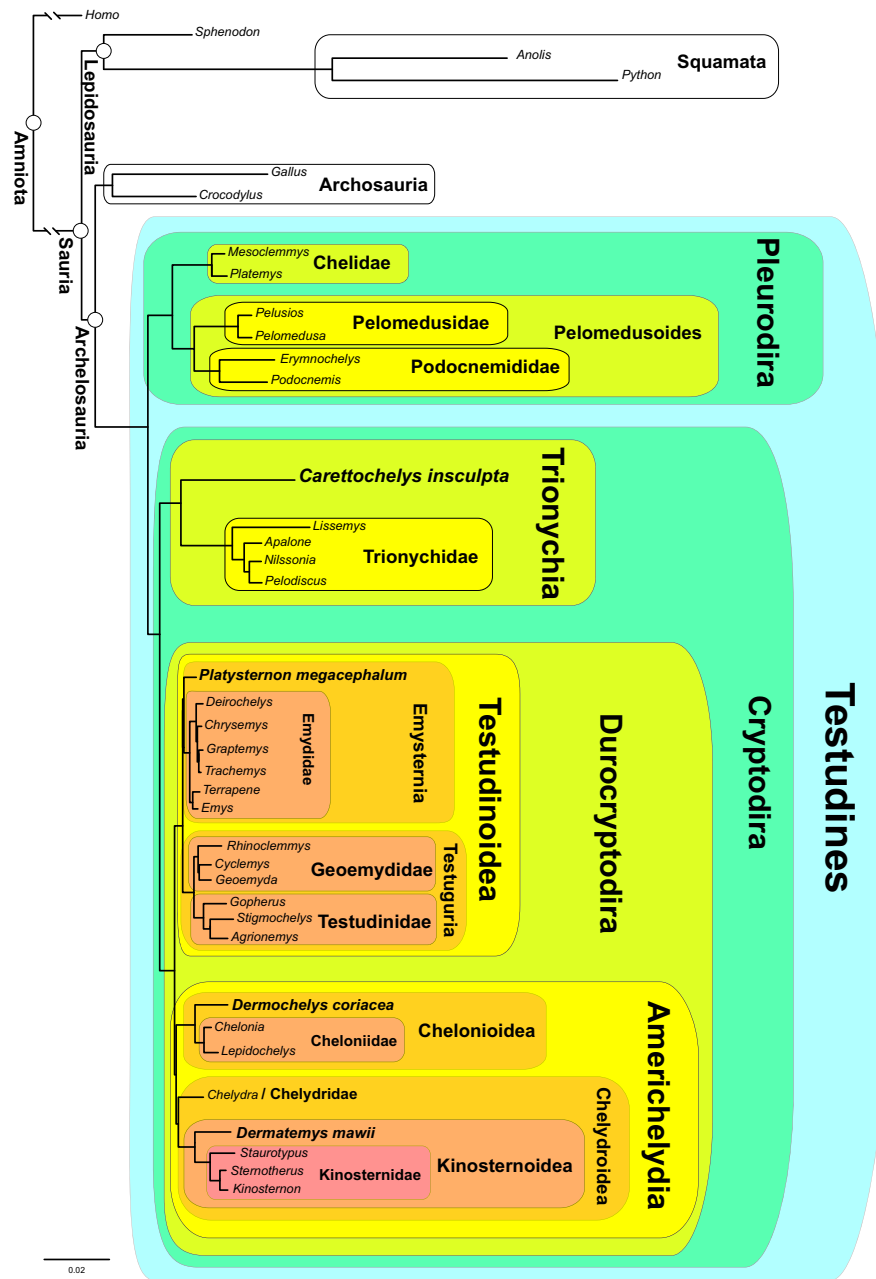 Homo
Sphenodon
Anolis
Python
Squamata
Lepidosauria
Amniota
Gallus
Crocodylus
Archosauria
Sauria
Archelosauria
Mesoclemmys
Platemys
Chelidae
Pelusios
Pelomedusa
Pelomedusidae
Pelomedusoides
Erymnochelys
Podocnemis
Podocnemididae
Pleurodira
Carettochelys insculpta
Lissemys
Apalone
Nilssonia
Pelodiscus
Trionychidae
Trionychia
Platysternon megacephalum
Deirochelys
Chrysemys
Graptemys
Trachemys
Terrapene
Emys
Emydidae
Emysternia
Rhinoclemmys
Cyclemys
Geoemyda
Geoemydidae
Gopherus
Stigmochelys
Agrionemys
Testudinidae
Testuguria
Testudinoidea
Durocryptodira
Cryptodira
Testudines
Dermochelys coriacea
Chelonia
Lepidochelys
Cheloniidae
Chelonioidea
Chelydra / Chelydridae
Dermatemys mawii
Staurotypus
Sternotherus
Kinosternon
Kinosternidae
Kinosternoidea
Chelydroidea
Americhelydia
0.02